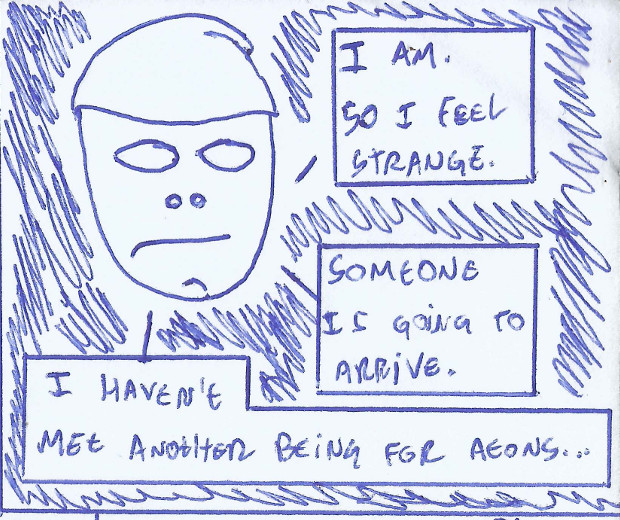 I AM.
SO I FEEL
STRANGE.
SOMEONE
IS GOING TO
ARRIVE.
I HAVEN'T
MET ANOTHER BEING FOR AEONS...